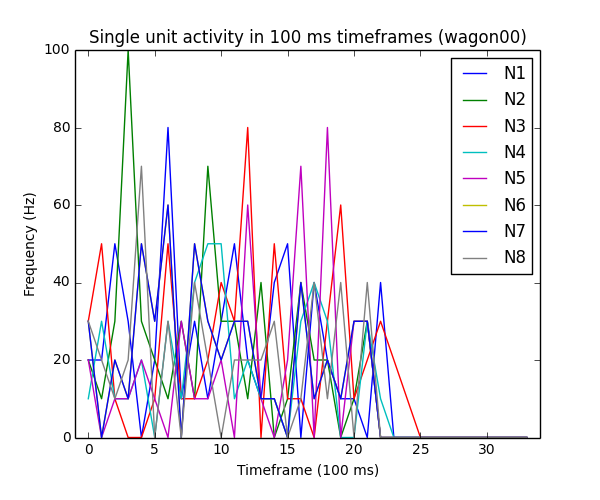 Single unit activity in 100 ms timeframes (wagon00)
100
80
60
40
20
0
Frequency (Hz)
N1
N2
N3
N4
N5
N6
N7
N8
0 5 10 15 20 25 30
Timeframe (100 ms)